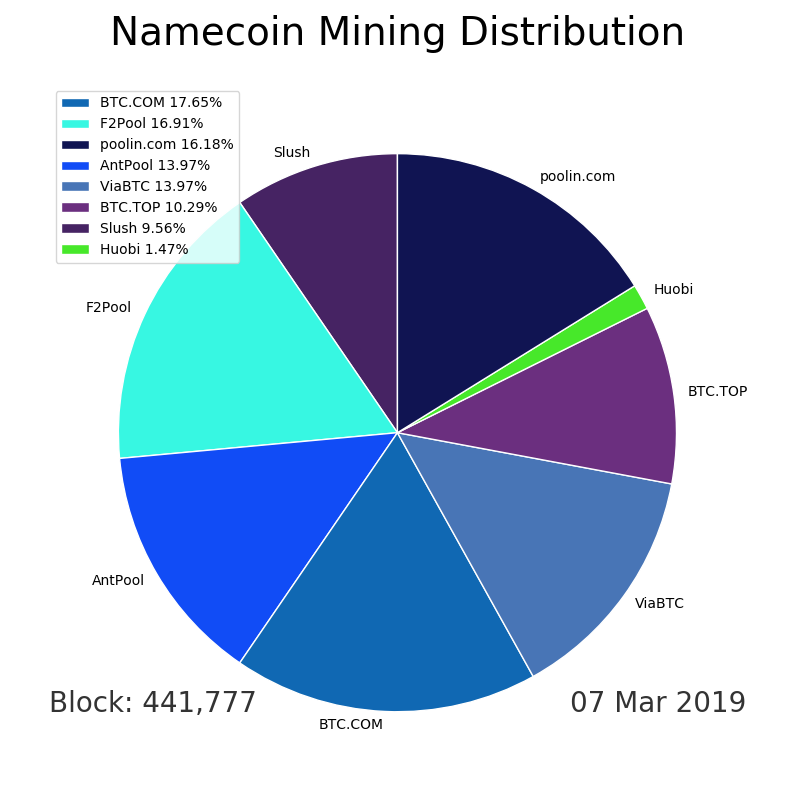 Namecoin Mining Distribution
BTC.COM 17.65%
F2Pool 16.91%
poolin.com 16.18%
AntPool 13.97%
ViaBTC 13.97%
BTC.TOP 10.29%
Slush 9.56%
Huobi 1.47%
Slush
poolin.com
Huobi
F2Pool
BTC.TOP
AntPool
ViaBTC
BTC.COM
Block: 441,777
07 Mar 2019